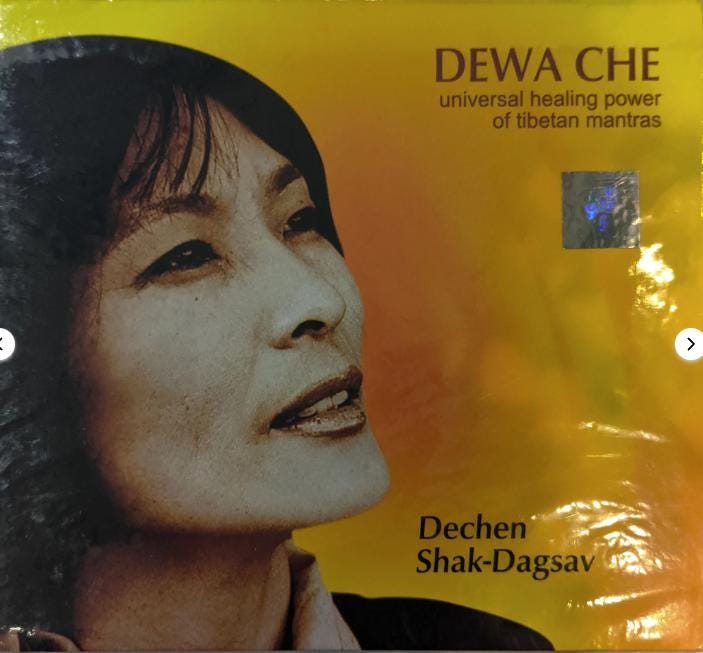 DEWA CHE
universal healing power
of tibetan mantras
Dechen
Shak-Dagsav